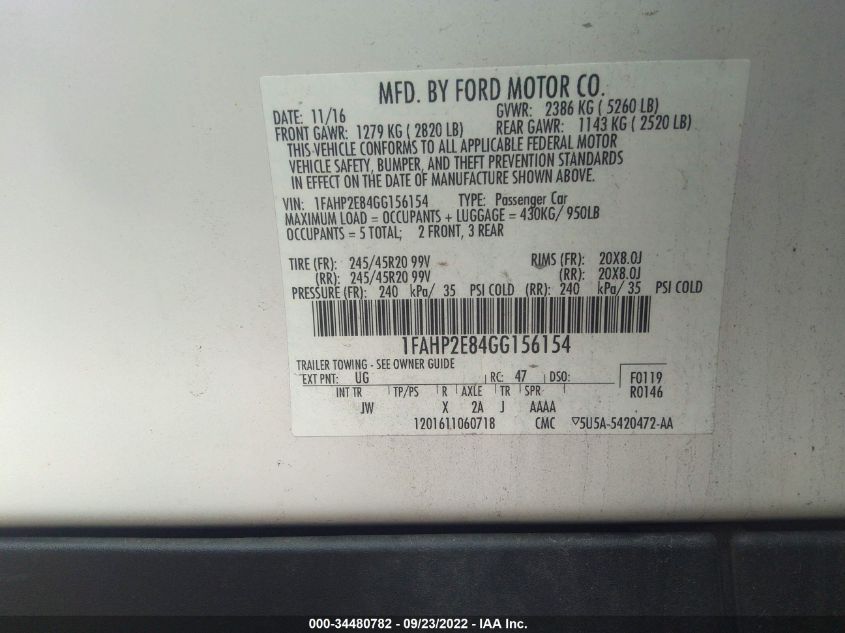 MFD. BY FORD MOTOR CO.
DATE: 11/16 GVWR: 2386 KG ( 5260 LB)
FRONT GAWR: 1279 KG ( 2820 LB) REAR GAWR: 1143 KG ( 2520 LB)
THIS VEHICLE CONFORMS TO ALL APPLICABLE FEDERAL MOTOR
VEHICLE SAFETY, BUMPER, AND THEFT PREVENTION STANDARDS
IN EFFECT ON THE DATE OF MANUFACTURE SHOWN ABOVE.
VIN: 1FAHP2E84GG156154 TYPE: Passenger Car
MAXIMUM LOAD = OCCUPANTS + LUGGAGE = 430KG/ 950LB
OCCUPANTS = 5 TOTAL; 2 FRONT, 3 REAR
TIRE (FR): 245/45R20 99V RIMS (FR): 20X8.0J
(RR): 245/45R20 99V (RR): 20X8.0J
PRESSURE (FR): 240 kPa/ 35 PSI COLD (RR): 240 kPa/ 35 PSI COLD
1FAHP2E84GG156154
TRAILER TOWING - SEE OWNER GUIDE
EXT PNT: UG RC: 47 DSO: F0119
INT TR TP/PS R AXLE TR SPR R0146
JW X 2A J AAAA
1201611060718 CMC ▽5U5A-5420472-AA
000-34480782 - 09/23/2022 - IAA Inc.